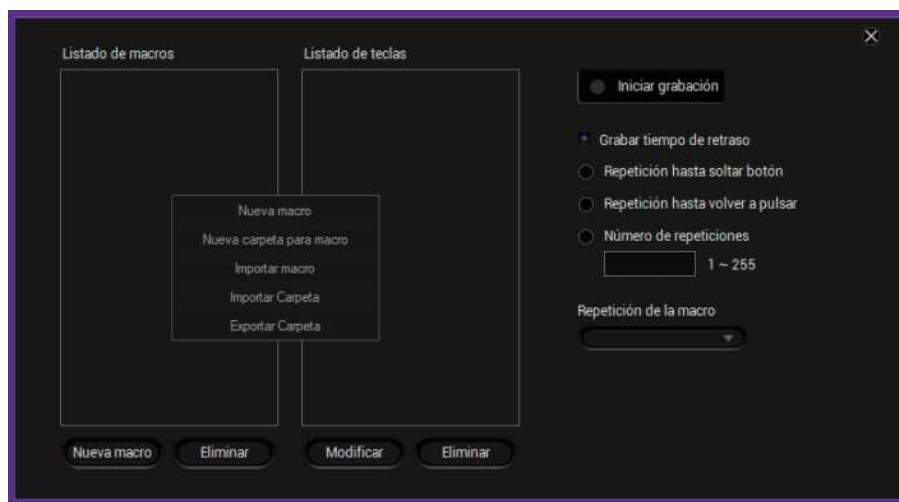 Listado de macros
Listado de teclas
Iniciar grabación
Grabar tiempo de retraso
Repetición hasta soltar botón
Repetición hasta volver a pulsar
Número de repeticiones
1 ~ 255
Repetición de la macro
Nueva macro
Nueva carpeta para macro
Importar macro
Importar Carpeta
Exportar Carpeta
Nueva macro
Eliminar
Modificar
Eliminar